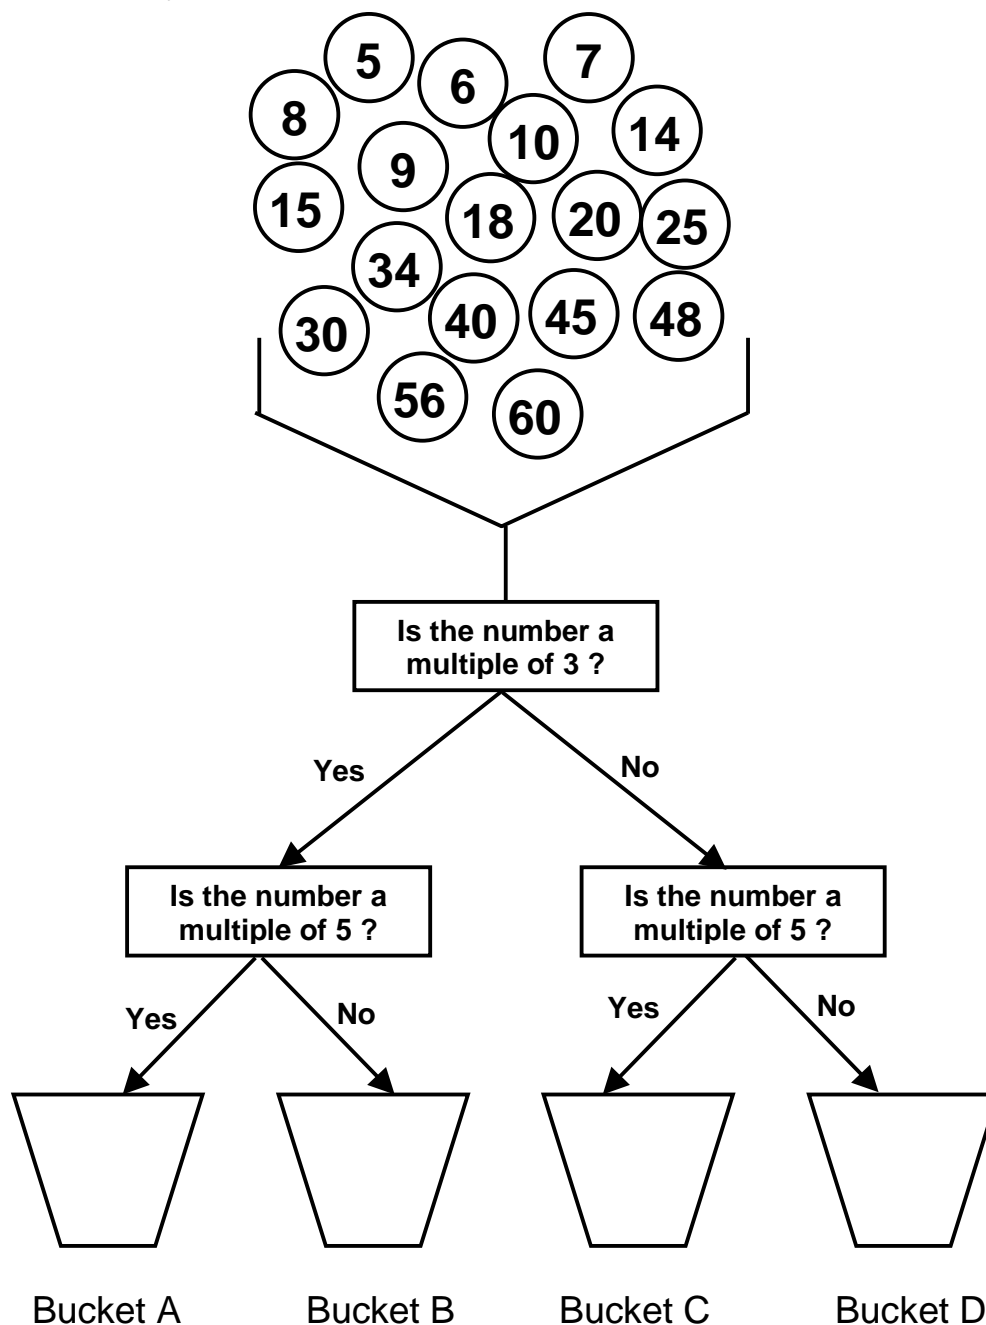 5
6
7
8
10
14
9
15
18
20
25
34
30
40
45
48
56
60
Is the number a
multiple of 3 ?
Yes
No
Is the number a
multiple of 5 ?
Is the number a
multiple of 5 ?
Yes
No
Yes
No
Bucket A
Bucket B
Bucket C
Bucket D